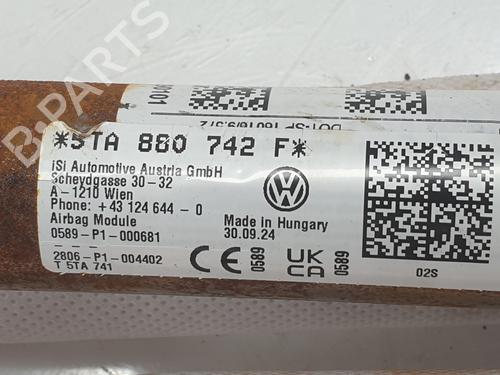 *5TA 880 742 F*
iSi Automotive Austria GmbH
Scheydgasse 30-32
A-1210 Wien
Phone: +43 124 644-0
Airbag Module
0589-P1-000681
2806-P1-004402
T 5TA 741
Made in Hungary
30.09.24
CE
0589
UK
CA
0589
02S
B-PARTS